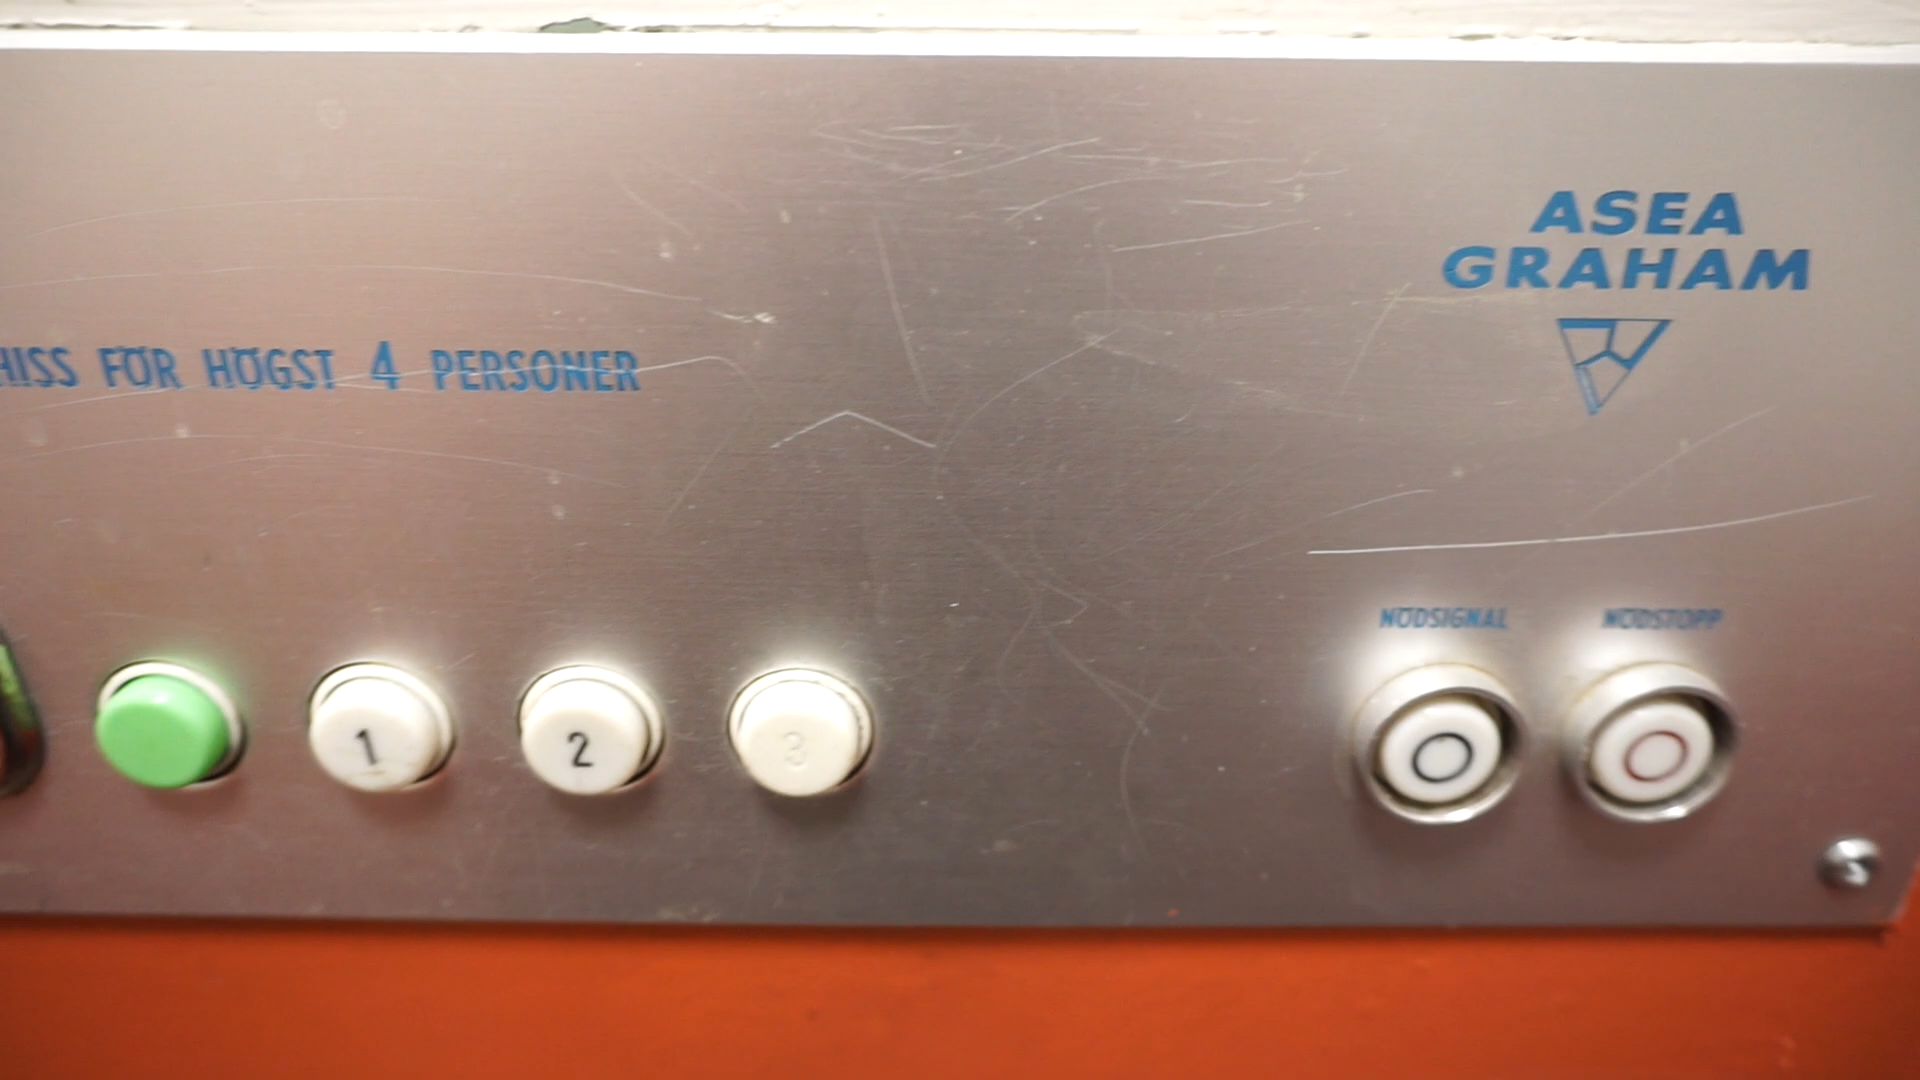 ASEA
GRAHAM
HISS FÖR HÖGST 4 PERSONER
NÖDSIGNAL NÖDSTOPP
1 2 3